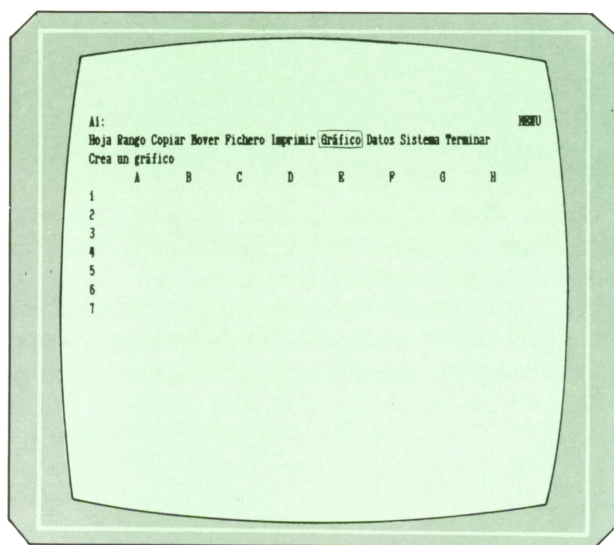 A1: MENU
Hoja Rango Copiar Mover Fichero Imprimir Gráfico Datos Sistema Terminar
Crea un gráfico
A B C D E F G H
1
2
3
4
5
6
7